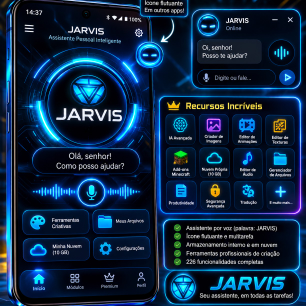 14:37
100%
Ícone flutuante
Em outros apps!
JARVIS
Assistente Pessoal Inteligente
JARVIS
Olá, senhor!
Como posso ajudar?
Ferramentas
Criativas
Meus Arquivos
Minha Nuvem
(10 GB)
Configurações
Início
Módulos
Premium
Perfil
JARVIS
Online
Oi, senhor!
Posso te ajudar?
Digite ou fale...
Recursos Incríveis
IA Avançada
Criador de
Imagens
Editor de
Animações
Editor de
Texturas
Add-ons
Minecraft
Nuvem Própria
(10 GB)
Editor de
Áudio
Gerenciador
de Arquivos
Produtividade
Segurança
Avançada
Tradução
E muito mais...
Assistente por voz (palavra: JARVIS)
Ícone flutuante e multitarefa
Armazenamento interno e em nuvem
Ferramentas profissionais de criação
226 funcionalidades completas
JARVIS
Seu assistente, em todas as tarefas!